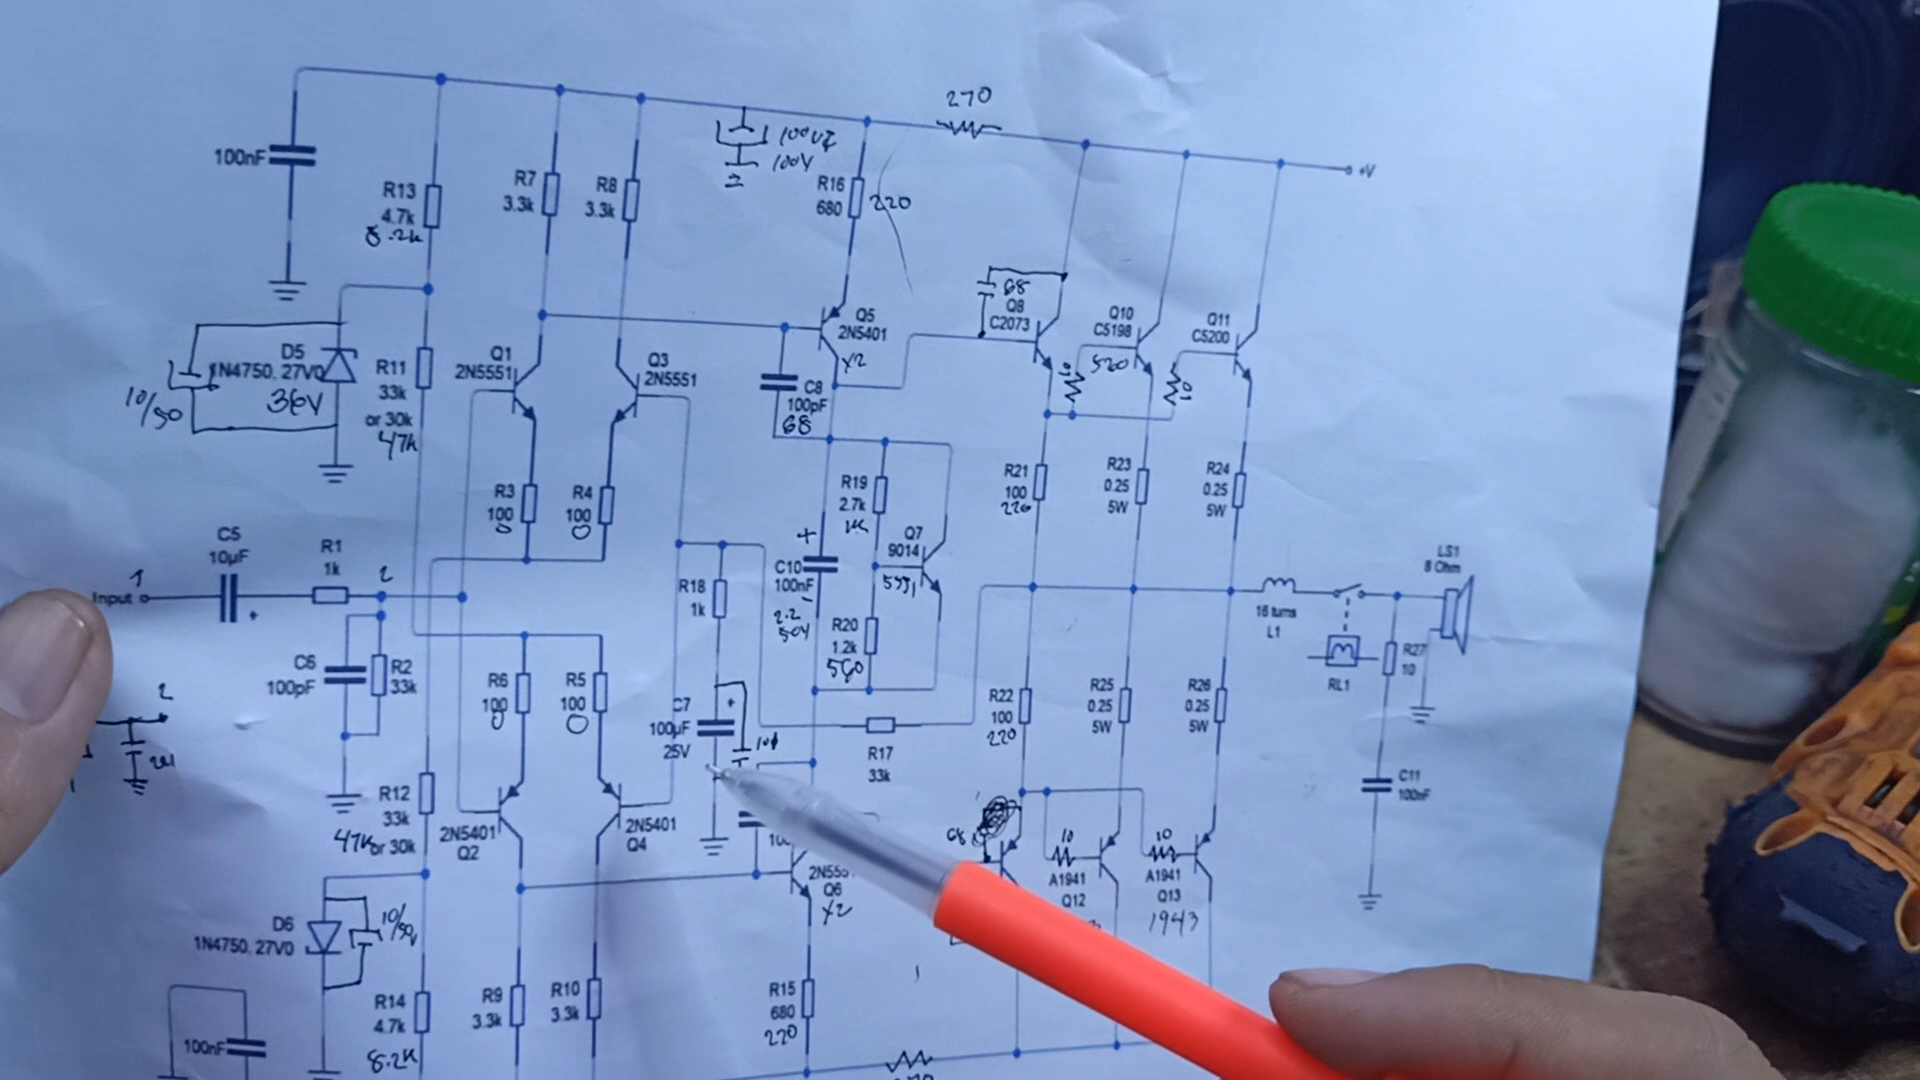 270
100nF
R13
4.7k
8.2k
R7
3.3k
R8
3.3k
100V
R16
680
220
+V
68
Q8
C2073
Q10
C5198
Q11
C5200
Q5
2N5401
X2
D5
1N4750, 27V0
36V
10/50
R11
33k
or 30k
47k
Q1
2N5551
Q3
2N5551
C8
100pF
68
10
10
R3
100
R4
100
R19
2.7k
1k
R21
100
220
R23
0.25
5W
R24
0.25
5W
C5
10µF
+
R1
1k
1
2
Input
Q7
9014
5551
+
C10
100nF
2.2
50V
R18
1k
R20
1.2k
560
16 turns
L1
LS1
8 Ohm
RL1
R27
10
C6
100pF
R2
33k
R6
100
R5
100
C7
100µF
25V
+
R17
33k
R22
100
220
R25
0.25
5W
R26
0.25
5W
C11
100nF
2
R12
33k
or 30k
47k
2N5401
Q2
2N5401
Q4
Q6
X2
68
10
A1941
Q12
10
A1941
Q13
1943
D6
1N4750, 27V0
10/50V
R14
4.7k
8.2k
R9
3.3k
R10
3.3k
R15
680
220
100nF